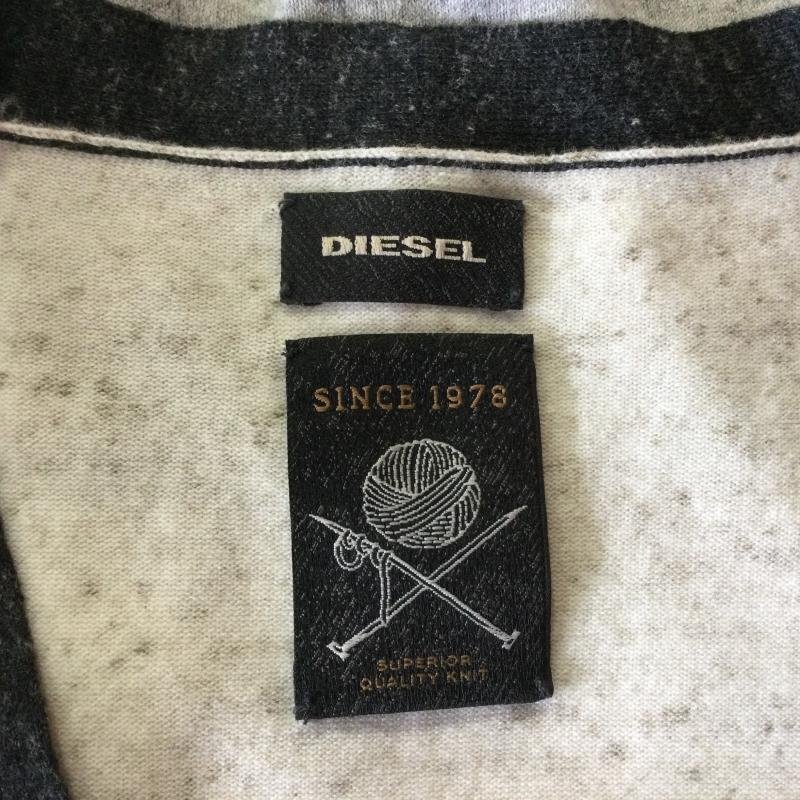 DIESEL
SINCE 1978
SUPERIOR
QUALITY KNIT